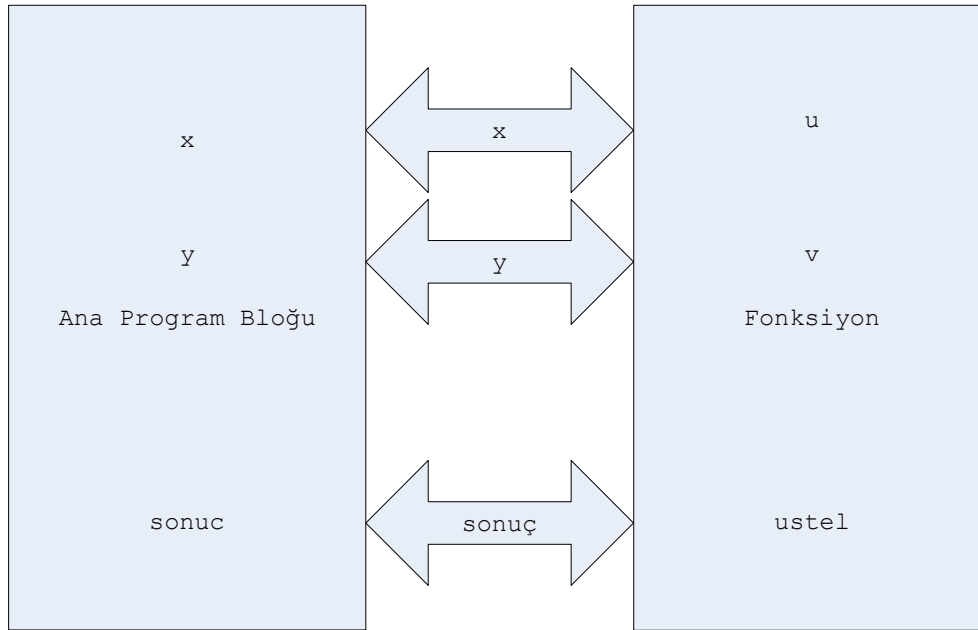 x
x
u
y
y
v
Ana Program Bloğu
Fonksiyon
sonuc
sonuç
ustel